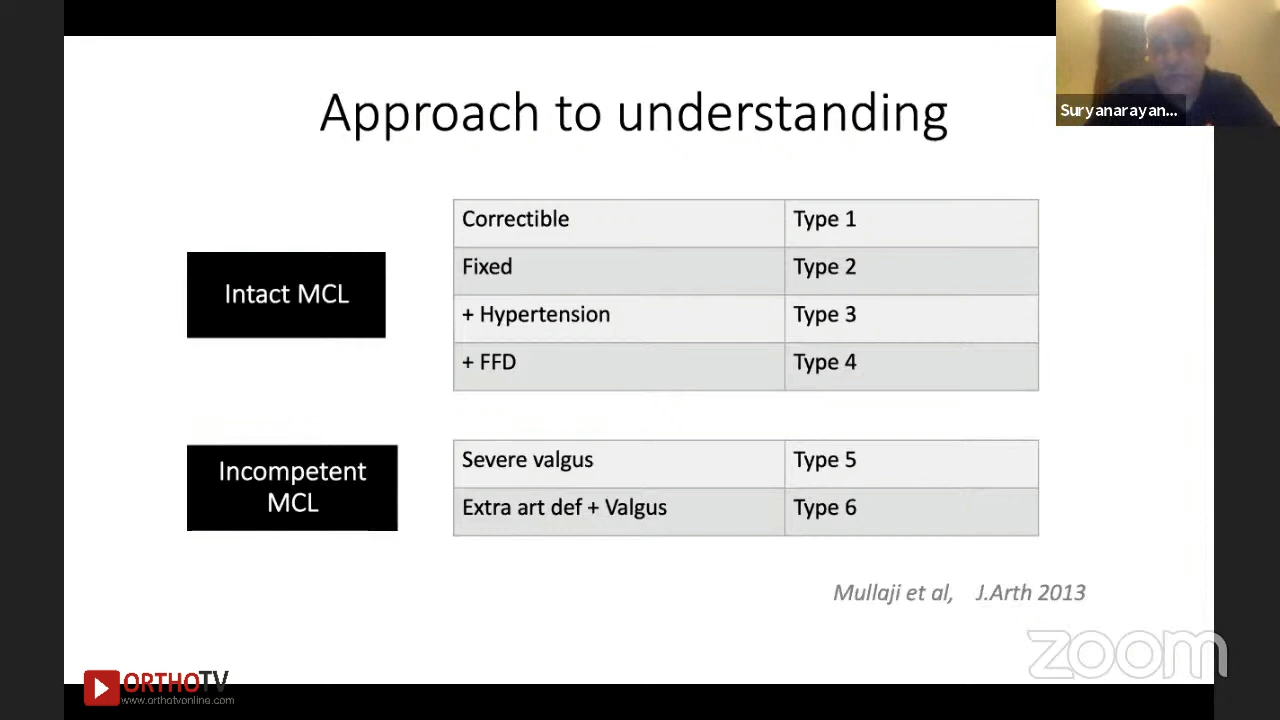 Suryanarayan...
Approach to understanding
Intact MCL
Correctible Type 1
Fixed Type 2
+ Hypertension Type 3
+ FFD Type 4
Incompetent
MCL
Severe valgus Type 5
Extra art def + Valgus Type 6
Mullaji et al, J.Arth 2013
zoom
ORTHOTV
www.orthotvonline.com